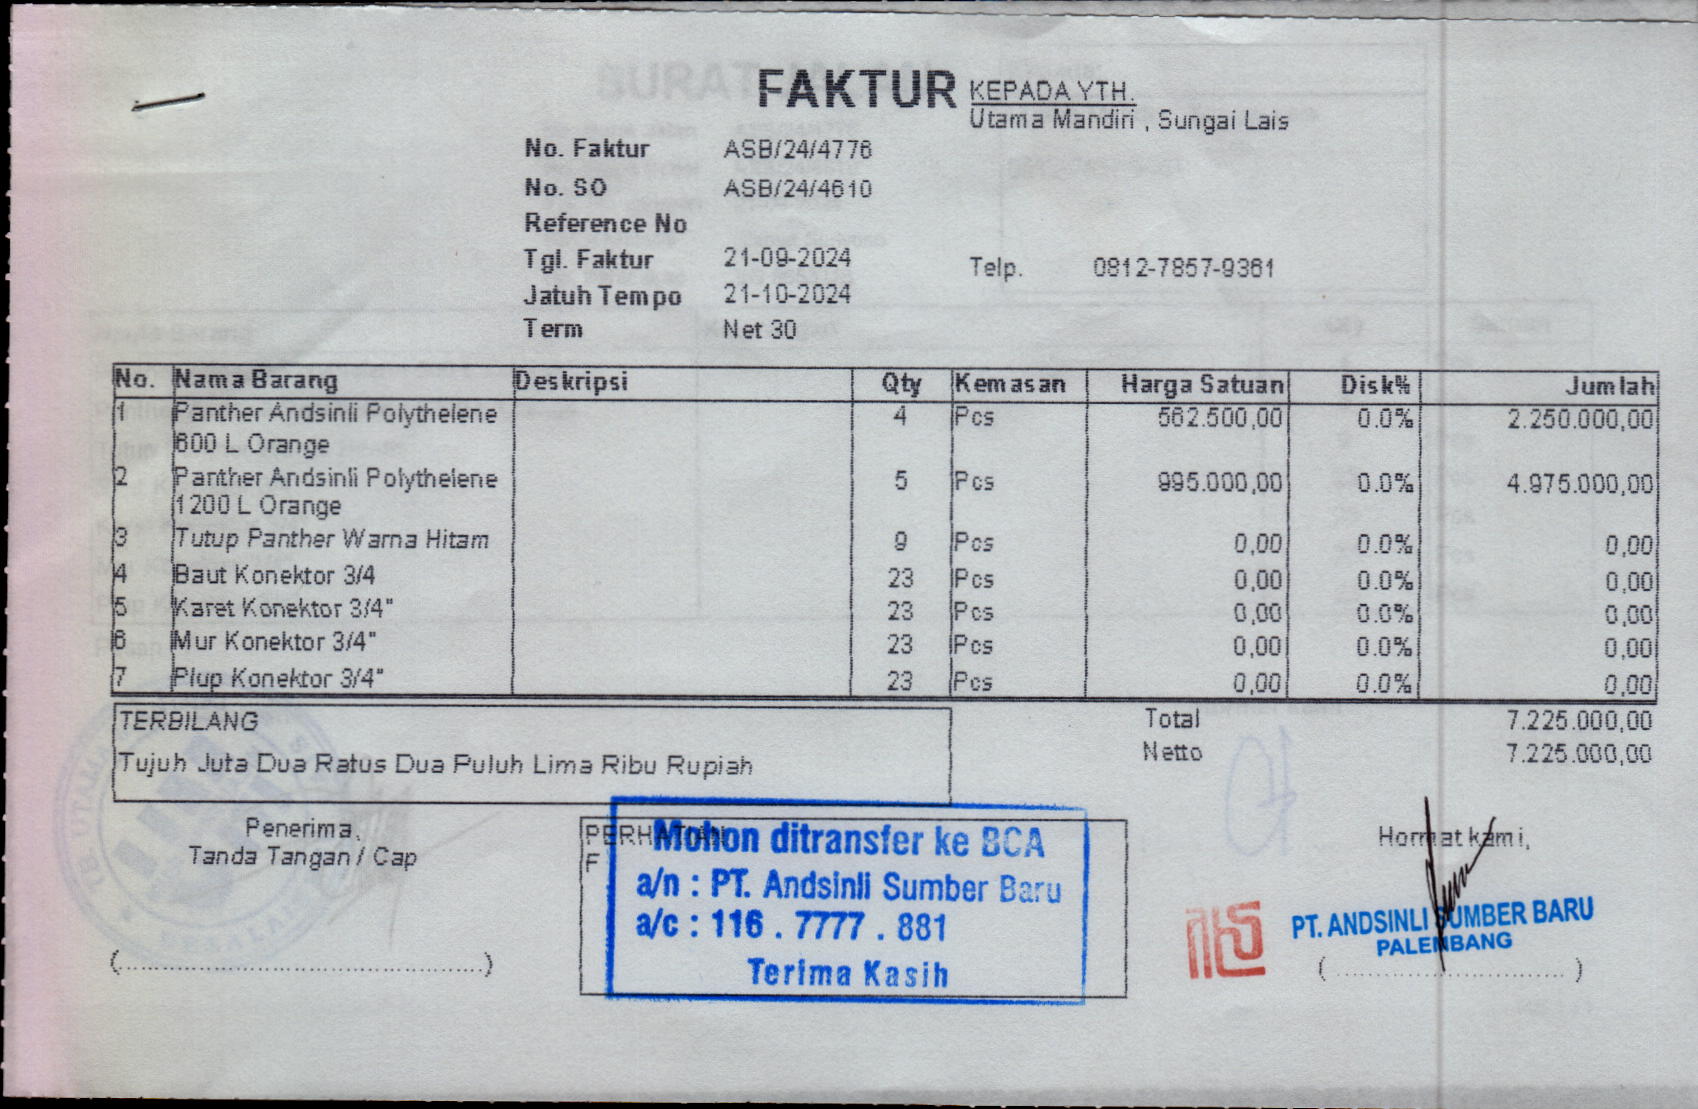 FAKTUR
KEPADA YTH.
Utama Mandiri , Sungai Lais
No. Faktur ASB/24/4776
No. SO ASB/24/4610
Reference No
Tgl. Faktur 21-09-2024
Telp. 0812-7857-9361
Jatuh Tempo 21-10-2024
Term Net 30
No. Nama Barang Deskripsi Qty Kemasan Harga Satuan Disk% Jumlah
1 Panther Andsinli Polythelene 4 Pcs 562.500,00 0.0% 2.250.000,00
600 L Orange
2 Panther Andsinli Polythelene 5 Pcs 995.000,00 0.0% 4.975.000,00
1200 L Orange
3 Tutup Panther Warna Hitam 9 Pcs 0,00 0.0% 0,00
4 Baut Konektor 3/4 23 Pcs 0,00 0.0% 0,00
5 Karet Konektor 3/4" 23 Pcs 0,00 0.0% 0,00
6 Mur Konektor 3/4" 23 Pcs 0,00 0.0% 0,00
7 Plup Konektor 3/4" 23 Pcs 0,00 0.0% 0,00
TERBILANG
Tujuh Juta Dua Ratus Dua Puluh Lima Ribu Rupiah
Total 7.225.000,00
Netto 7.225.000,00
Penerima,
Tanda Tangan / Cap
(..............................................)
PERHATIAN
F
Mohon ditransfer ke BCA
a/n : PT. Andsinli Sumber Baru
a/c : 116 . 7777 . 881
Terima Kasih
Hormat kami,
PT. ANDSINLI SUMBER BARU
PALEMBANG
( ............................. )